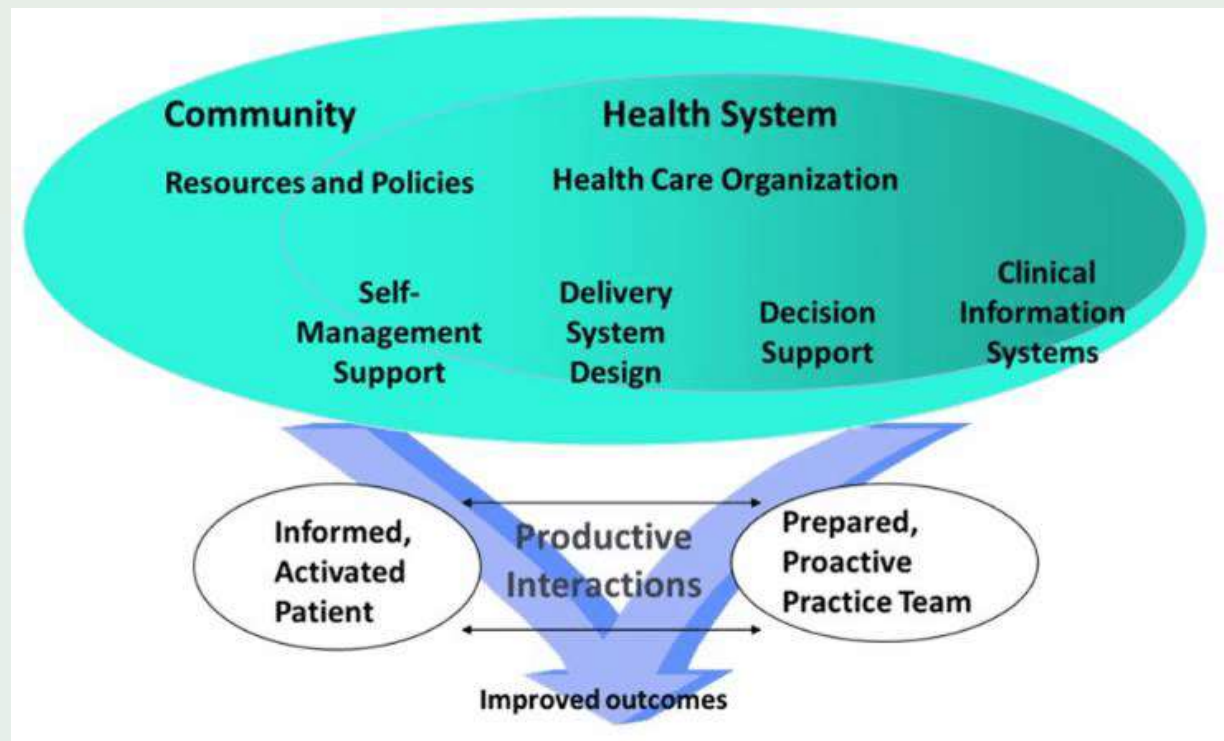 Community
Resources and Policies
Health System
Health Care Organization
Self-
Management
Support
Delivery
System
Design
Decision
Support
Clinical
Information
Systems
Informed,
Activated
Patient
Productive
Interactions
Prepared,
Proactive
Practice Team
Improved outcomes